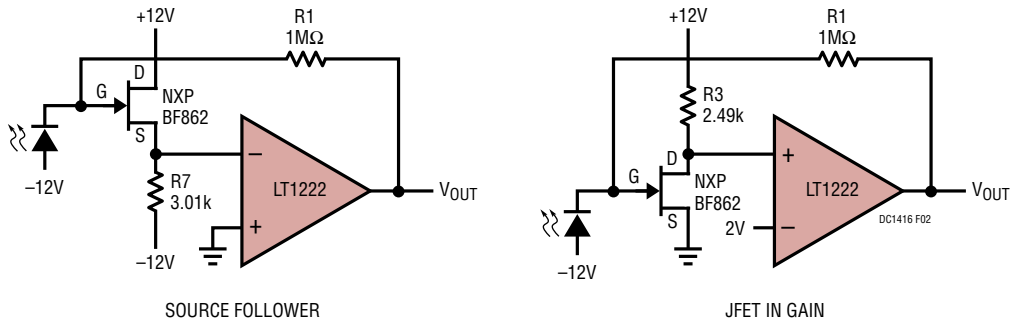 +12V
R1
1MΩ
D
G
NXP
BF862
S
R7
3.01k
−12V
−12V
−
+
LT1222
VOUT
SOURCE FOLLOWER
+12V
R1
1MΩ
R3
2.49k
D
G
NXP
BF862
S
2V
−12V
+
−
LT1222
VOUT
DC1416 F02
JFET IN GAIN